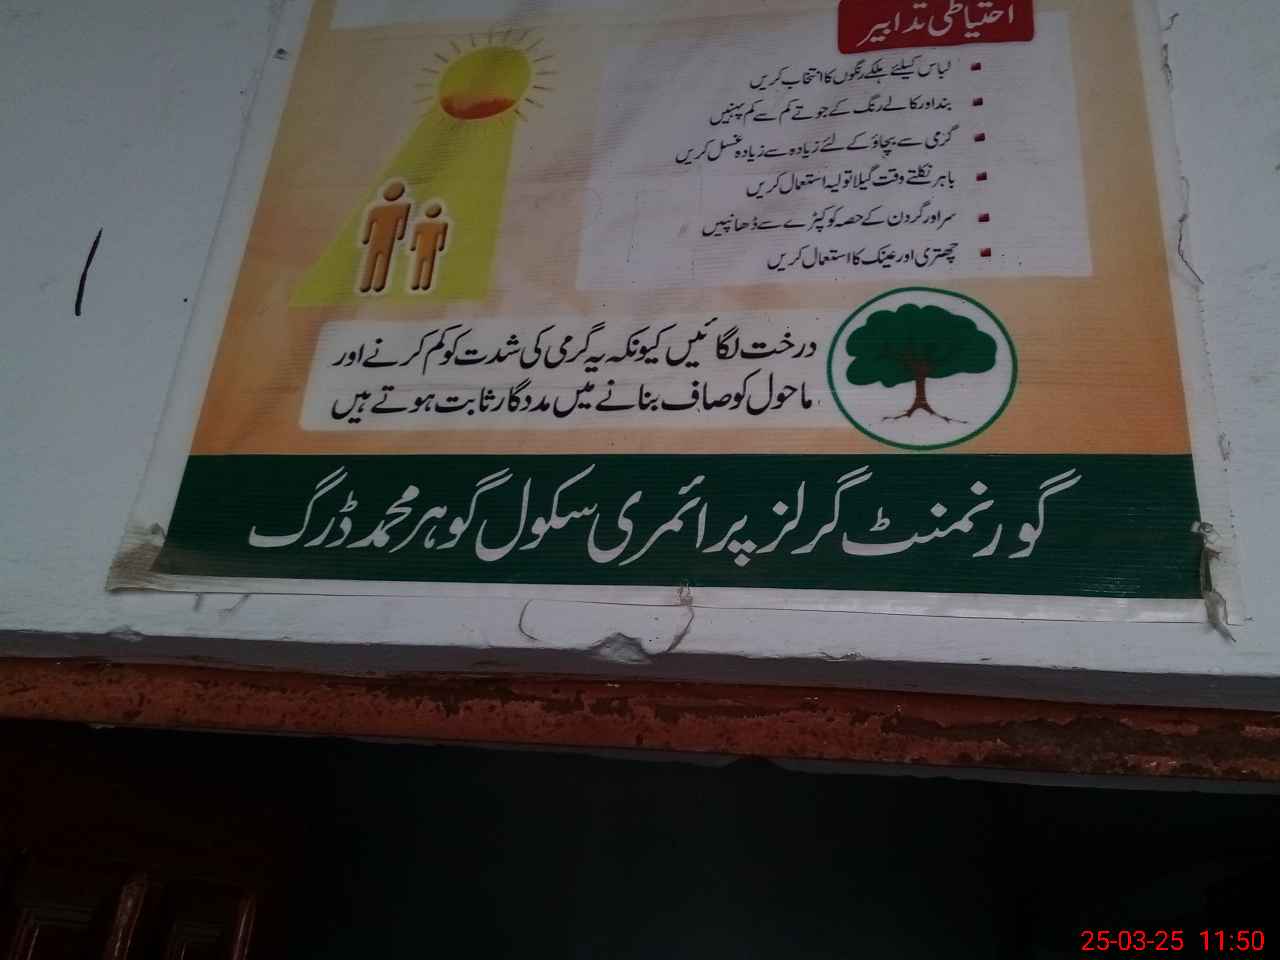 احتیاطی تدابیر
لباس کیلئے ہلکے رنگوں کا انتخاب کریں
بند اور کالے رنگ کے جوتے کم سے کم پہنیں
گرمی سے بچاؤ کے لئے زیادہ سے زیادہ غسل کریں
باہر نکلتے وقت گیلا تولیہ استعمال کریں
سر اور گردن کے حصہ کو کپڑے سے ڈھانپیں
چھتری اور عینک کا استعمال کریں
درخت لگائیں کیونکہ یہ گرمی کی شدت کو کم کرنے اور
ماحول کو صاف بنانے میں مددگار ثابت ہوتے ہیں
گورنمنٹ گرلز پرائمری سکول گوہر محمد ڈرگ
25-03-25 11:50